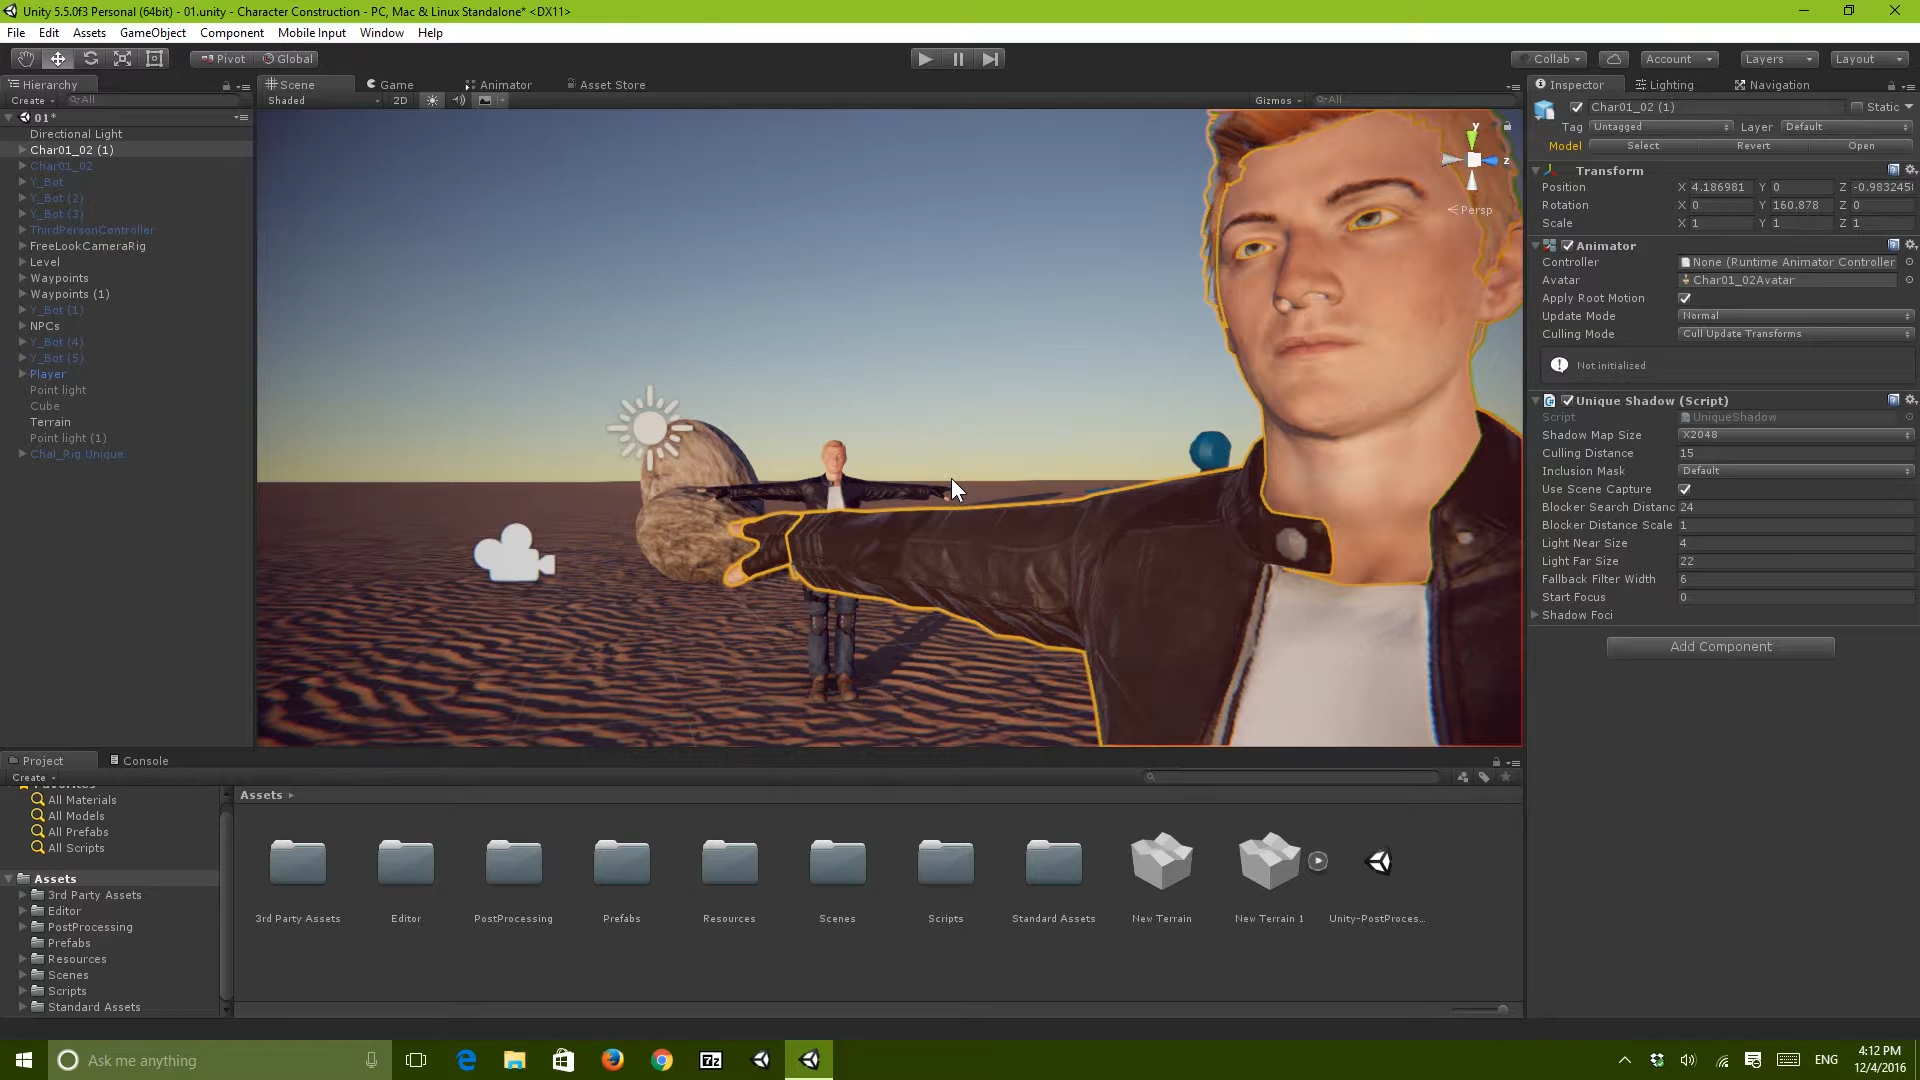 Unity 5.5.0f3 Personal (64bit) - 01.unity - Character Construction - PC, Mac & Linux Standalone* <DX11>
File Edit Assets GameObject Component Mobile Input Window Help
Pivot Global Collab Account Layers Layout
Hierarchy
Create All
01*
Directional Light
Char01_02 (1)
Char01_02
Y_Bot
Y_Bot (2)
Y_Bot (3)
ThirdPersonController
FreeLookCameraRig
Level
Waypoints
Waypoints (1)
Y_Bot (1)
NPCs
Y_Bot (4)
Y_Bot (5)
Player
Point light
Cube
Terrain
Point light (1)
Chal_Rig Unique
Scene Game Animator Asset Store
Shaded 2D Gizmos All
y
z
Persp
Inspector Lighting Navigation
Char01_02 (1) Static
Tag Untagged Layer Default
Model Select Revert Open
Transform
Position X 4.186981 Y 0 Z -0.9832458
Rotation X 0 Y 160.878 Z 0
Scale X 1 Y 1 Z 1
Animator
Controller None (Runtime Animator Controller
Avatar Char01_02Avatar
Apply Root Motion
Update Mode Normal
Culling Mode Cull Update Transforms
Not initialized
Unique Shadow (Script)
Script UniqueShadow
Shadow Map Size X2048
Culling Distance 15
Inclusion Mask Default
Use Scene Capture
Blocker Search Distanc 24
Blocker Distance Scale 1
Light Near Size 4
Light Far Size 22
Fallback Filter Width 6
Start Focus 0
Shadow Foci
Add Component
Project Console
Create
Favorites
All Materials
All Models
All Prefabs
All Scripts
Assets
3rd Party Assets
Editor
PostProcessing
Prefabs
Resources
Scenes
Scripts
Standard Assets
Assets
3rd Party Assets Editor PostProcessing Prefabs Resources Scenes Scripts Standard Assets New Terrain New Terrain 1 Unity-PostProces...
Ask me anything
7z
ENG
4:12 PM
12/4/2016